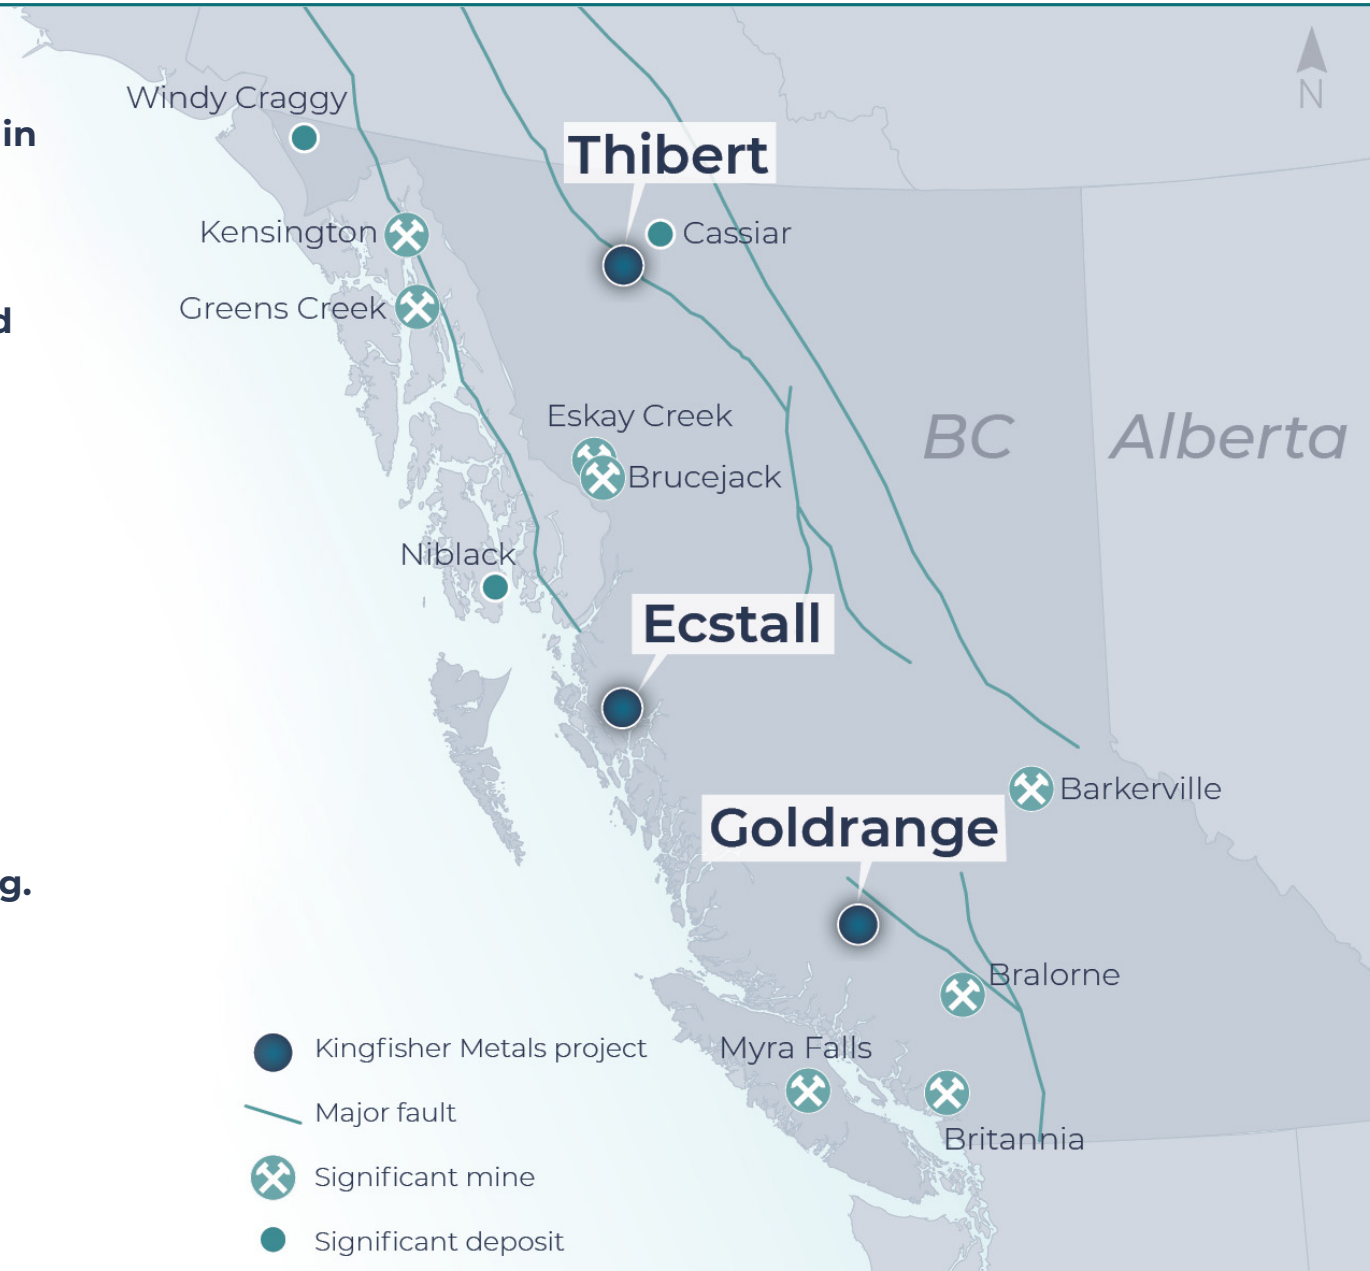 in
d
g.
Windy Craggy
N
Thibert
Kensington
Cassiar
Greens Creek
Eskay Creek
BC
Alberta
Brucejack
Niblack
Ecstall
Barkerville
Goldrange
Bralorne
Myra Falls
Britannia
Kingfisher Metals project
Major fault
Significant mine
Significant deposit